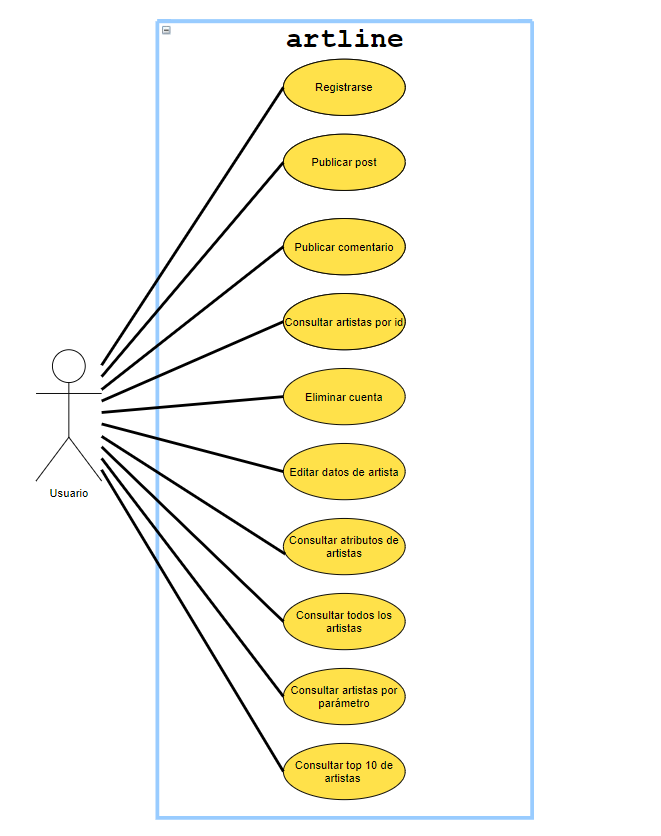 artline
Registrarse
Publicar post
Publicar comentario
Consultar artistas por id
Eliminar cuenta
Editar datos de artista
Usuario
Consultar atributos de
artistas
Consultar todos los
artistas
Consultar artistas por
parámetro
Consultar top 10 de
artistas